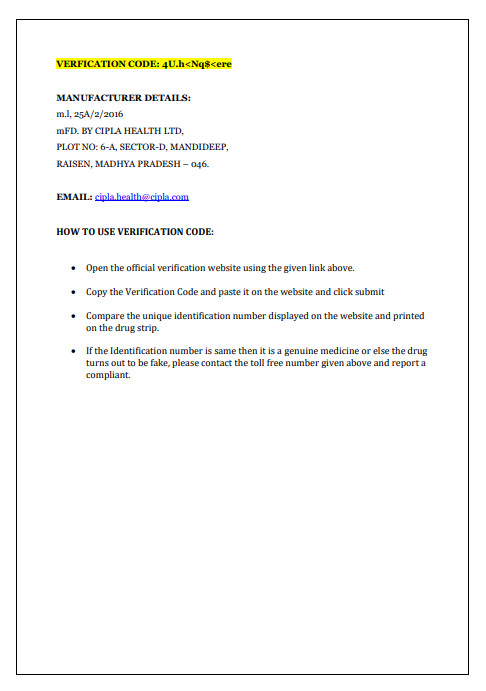 VERFICATION CODE: 4U.h<Nq$<ere
MANUFACTURER DETAILS:
m.l, 25A/2/2016
mFD. BY CIPLA HEALTH LTD,
PLOT NO: 6-A, SECTOR-D, MANDIDEEP,
RAISEN, MADHYA PRADESH – 046.
EMAIL: cipla.health@cipla.com
HOW TO USE VERIFICATION CODE:
• Open the official verification website using the given link above.
• Copy the Verification Code and paste it on the website and click submit
• Compare the unique identification number displayed on the website and printed
on the drug strip.
• If the Identification number is same then it is a genuine medicine or else the drug
turns out to be fake, please contact the toll free number given above and report a
compliant.